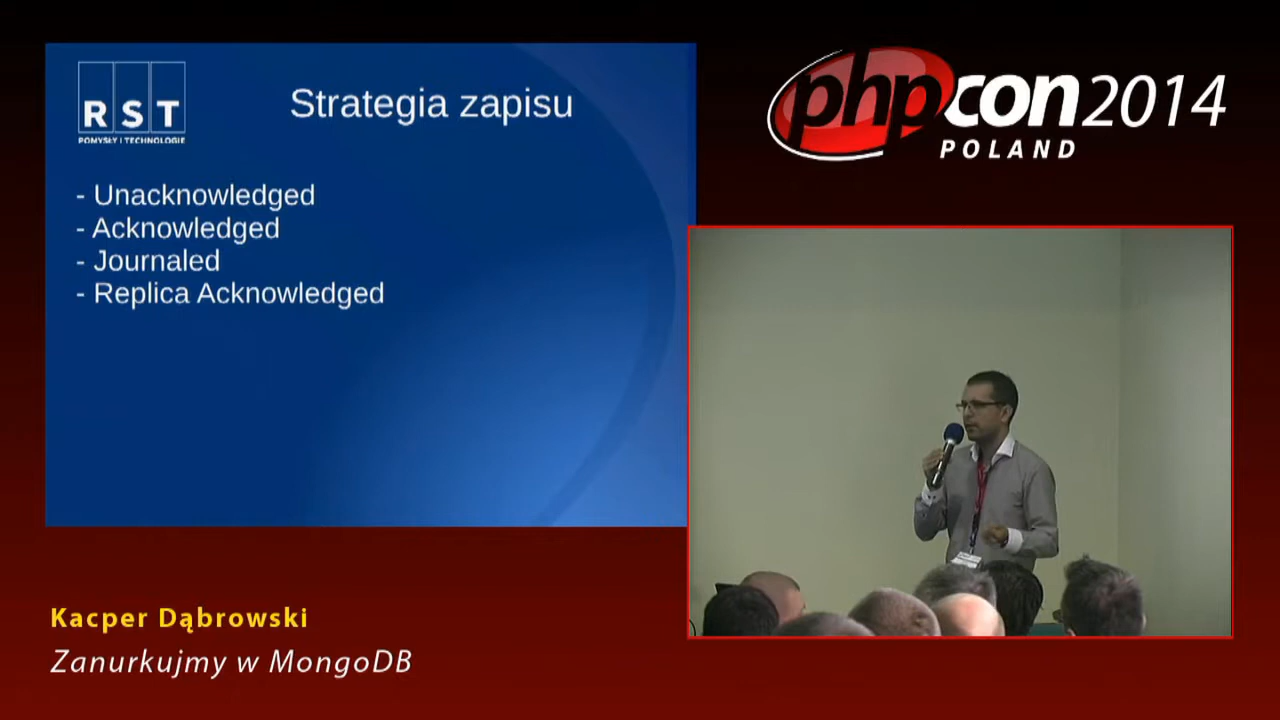 RST
POMYSŁY I TECHNOLOGIE
Strategia zapisu
- Unacknowledged
- Acknowledged
- Journaled
- Replica Acknowledged
phpcon2014
POLAND
Kacper Dąbrowski
Zanurkujmy w MongoDB